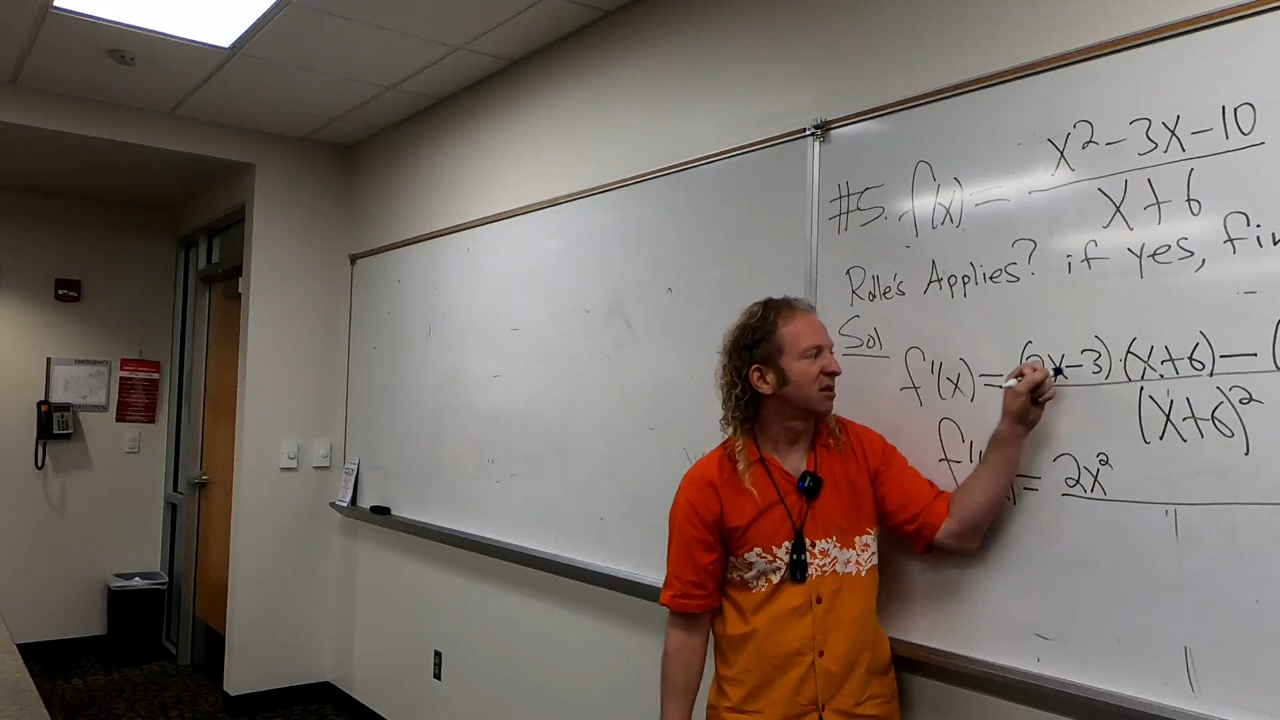 #5. f(x) = x² - 3x - 10
x + 6
Rolle's Applies? if yes, fin
Sol
f'(x) = (2x-3)·(x+6) - (
(x+6)²
= 2x²
EMERGENCY